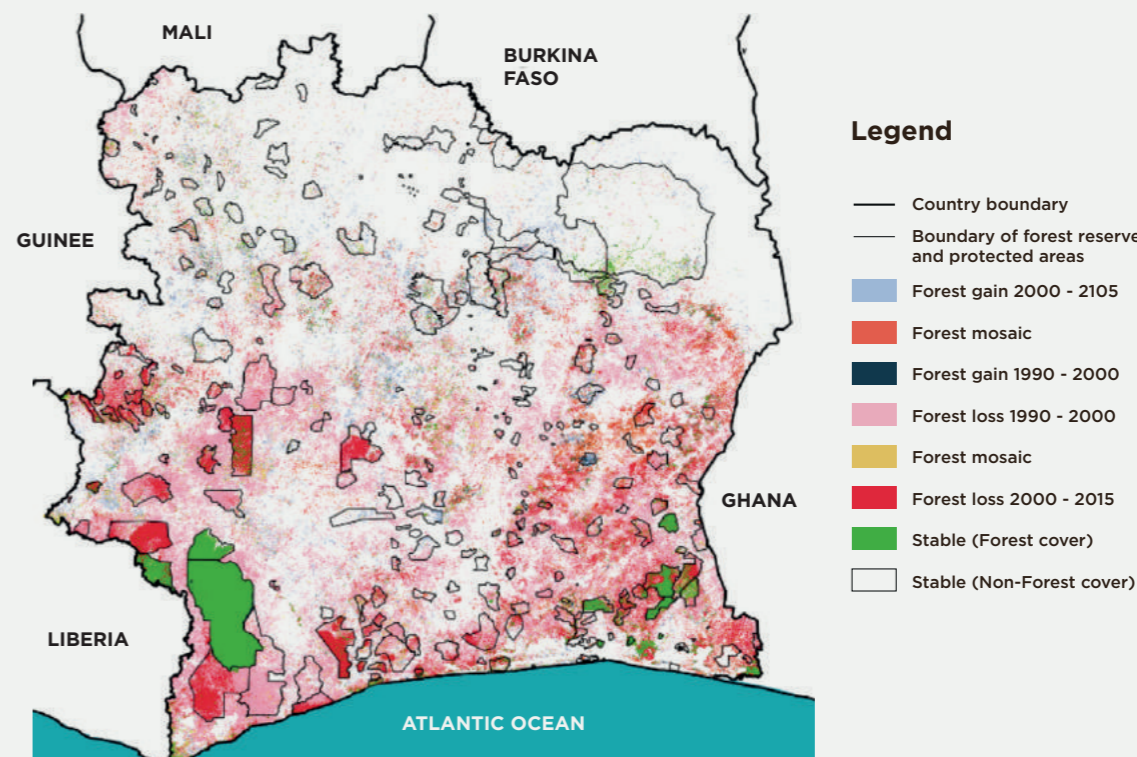 MALI
BURKINA
FASO
GUINEE
GHANA
LIBERIA
ATLANTIC OCEAN
Legend
Country boundary
Boundary of forest reserve
and protected areas
Forest gain 2000 - 2105
Forest mosaic
Forest gain 1990 - 2000
Forest loss 1990 - 2000
Forest mosaic
Forest loss 2000 - 2015
Stable (Forest cover)
Stable (Non-Forest cover)